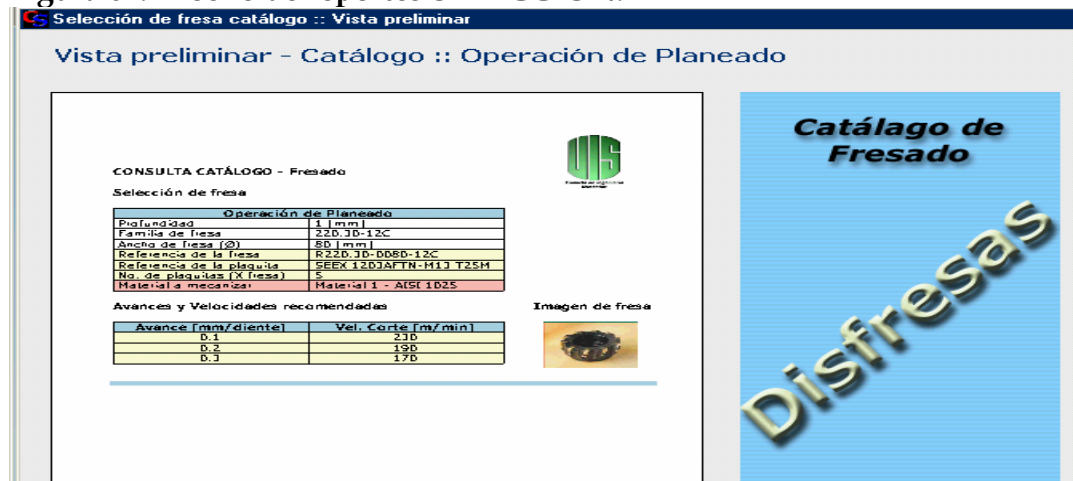 Selección de fresa catálogo :: Vista preliminar
Vista preliminar - Catálogo :: Operación de Planeado
Catálago de
Fresado
Disfresas
UIS
CONSULTA CATÁLOGO - Fresado
Selección de fresa
Operación de Planeado
Profundidad 1 [mm]
Familia de fresa 220.30-12C
Ancho de fresa (Ø) 80 [mm]
Referencia de la fresa R220.30-0080-12C
Referencia de la plaquita SEEX 1203AFTN-M13 T25M
No. de plaquitas (X fresa) 5
Material a mecanizar Material 1 - AISI 1025
Avances y Velocidades recomendadas
Imagen de fresa
Avance [mm/diente] Vel. Corte [m/min]
0.1 230
0.2 190
0.3 170